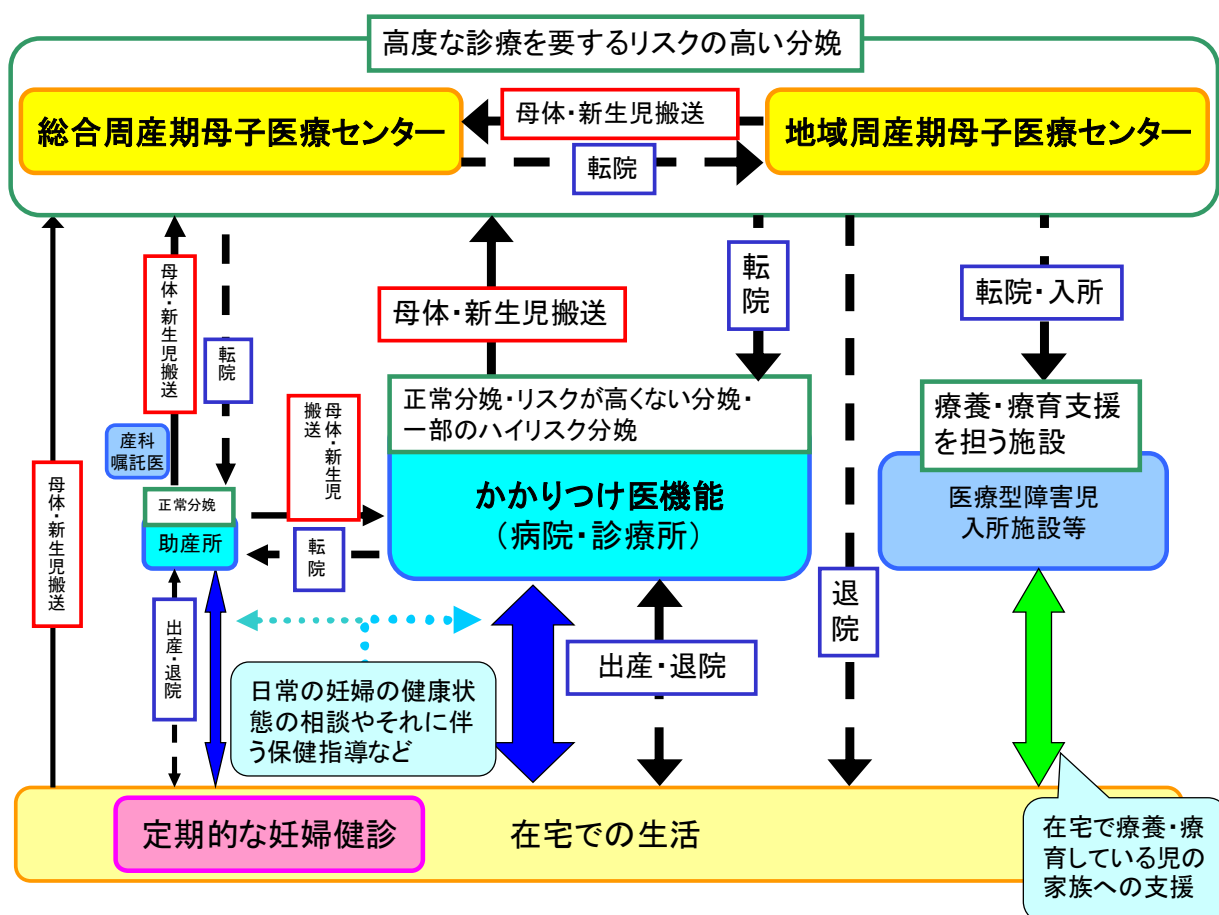 高度な診療を要するリスクの高い分娩
総合周産期母子医療センター
母体・新生児搬送
転院
地域周産期母子医療センター
母体・新生児搬送
転院
母体・新生児搬送
転院
転院・入所
母体・新生児
搬送
正常分娩・リスクが高くない分娩・
一部のハイリスク分娩
療養・療育支援
を担う施設
産科
嘱託医
かかりつけ医機能
（病院・診療所）
医療型障害児
入所施設等
正常分娩
助産所
転院
母体・新生児搬送
出産・退院
退院
出産・退院
日常の妊婦の健康状
態の相談やそれに伴
う保健指導など
定期的な妊婦健診
在宅での生活
在宅で療養・療
育している児の
家族への支援